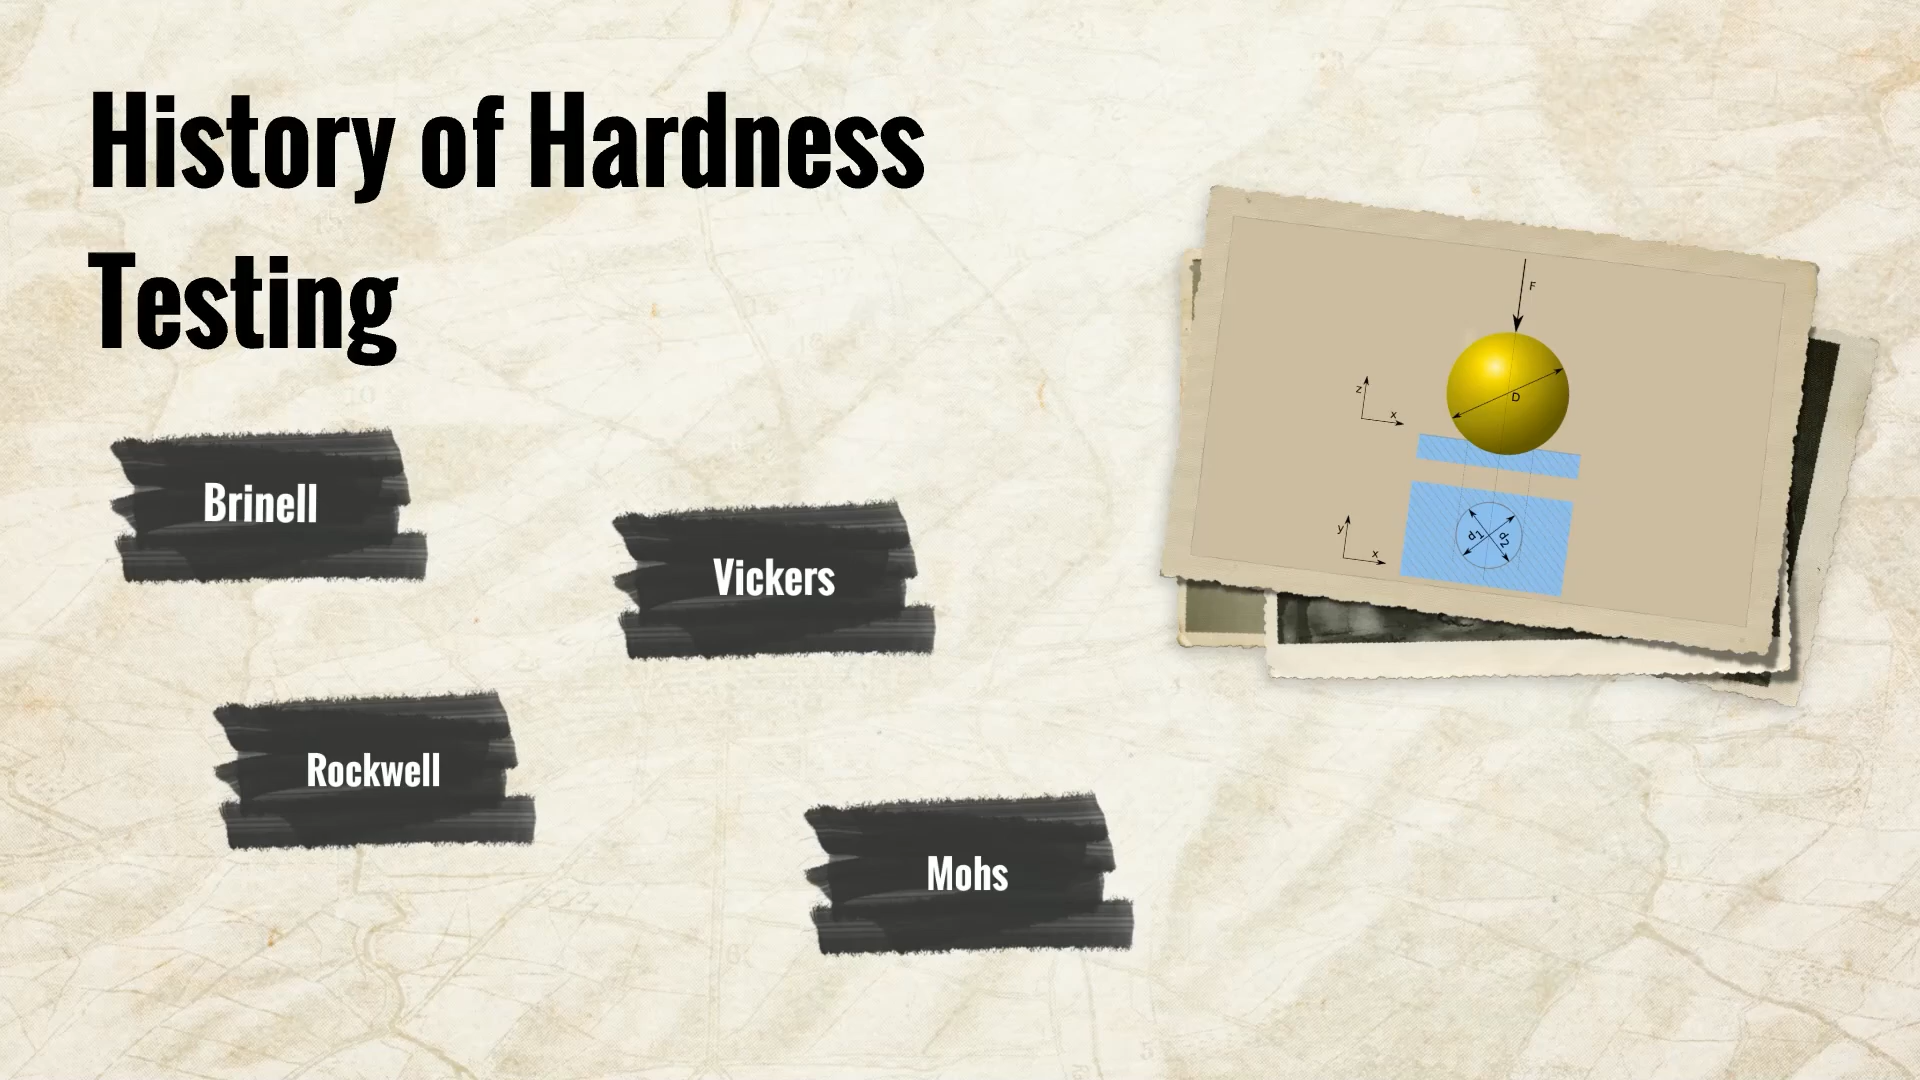 History of Hardness
Testing
Brinell
Vickers
Rockwell
Mohs
F
D
z
x
d1
d2
y
x